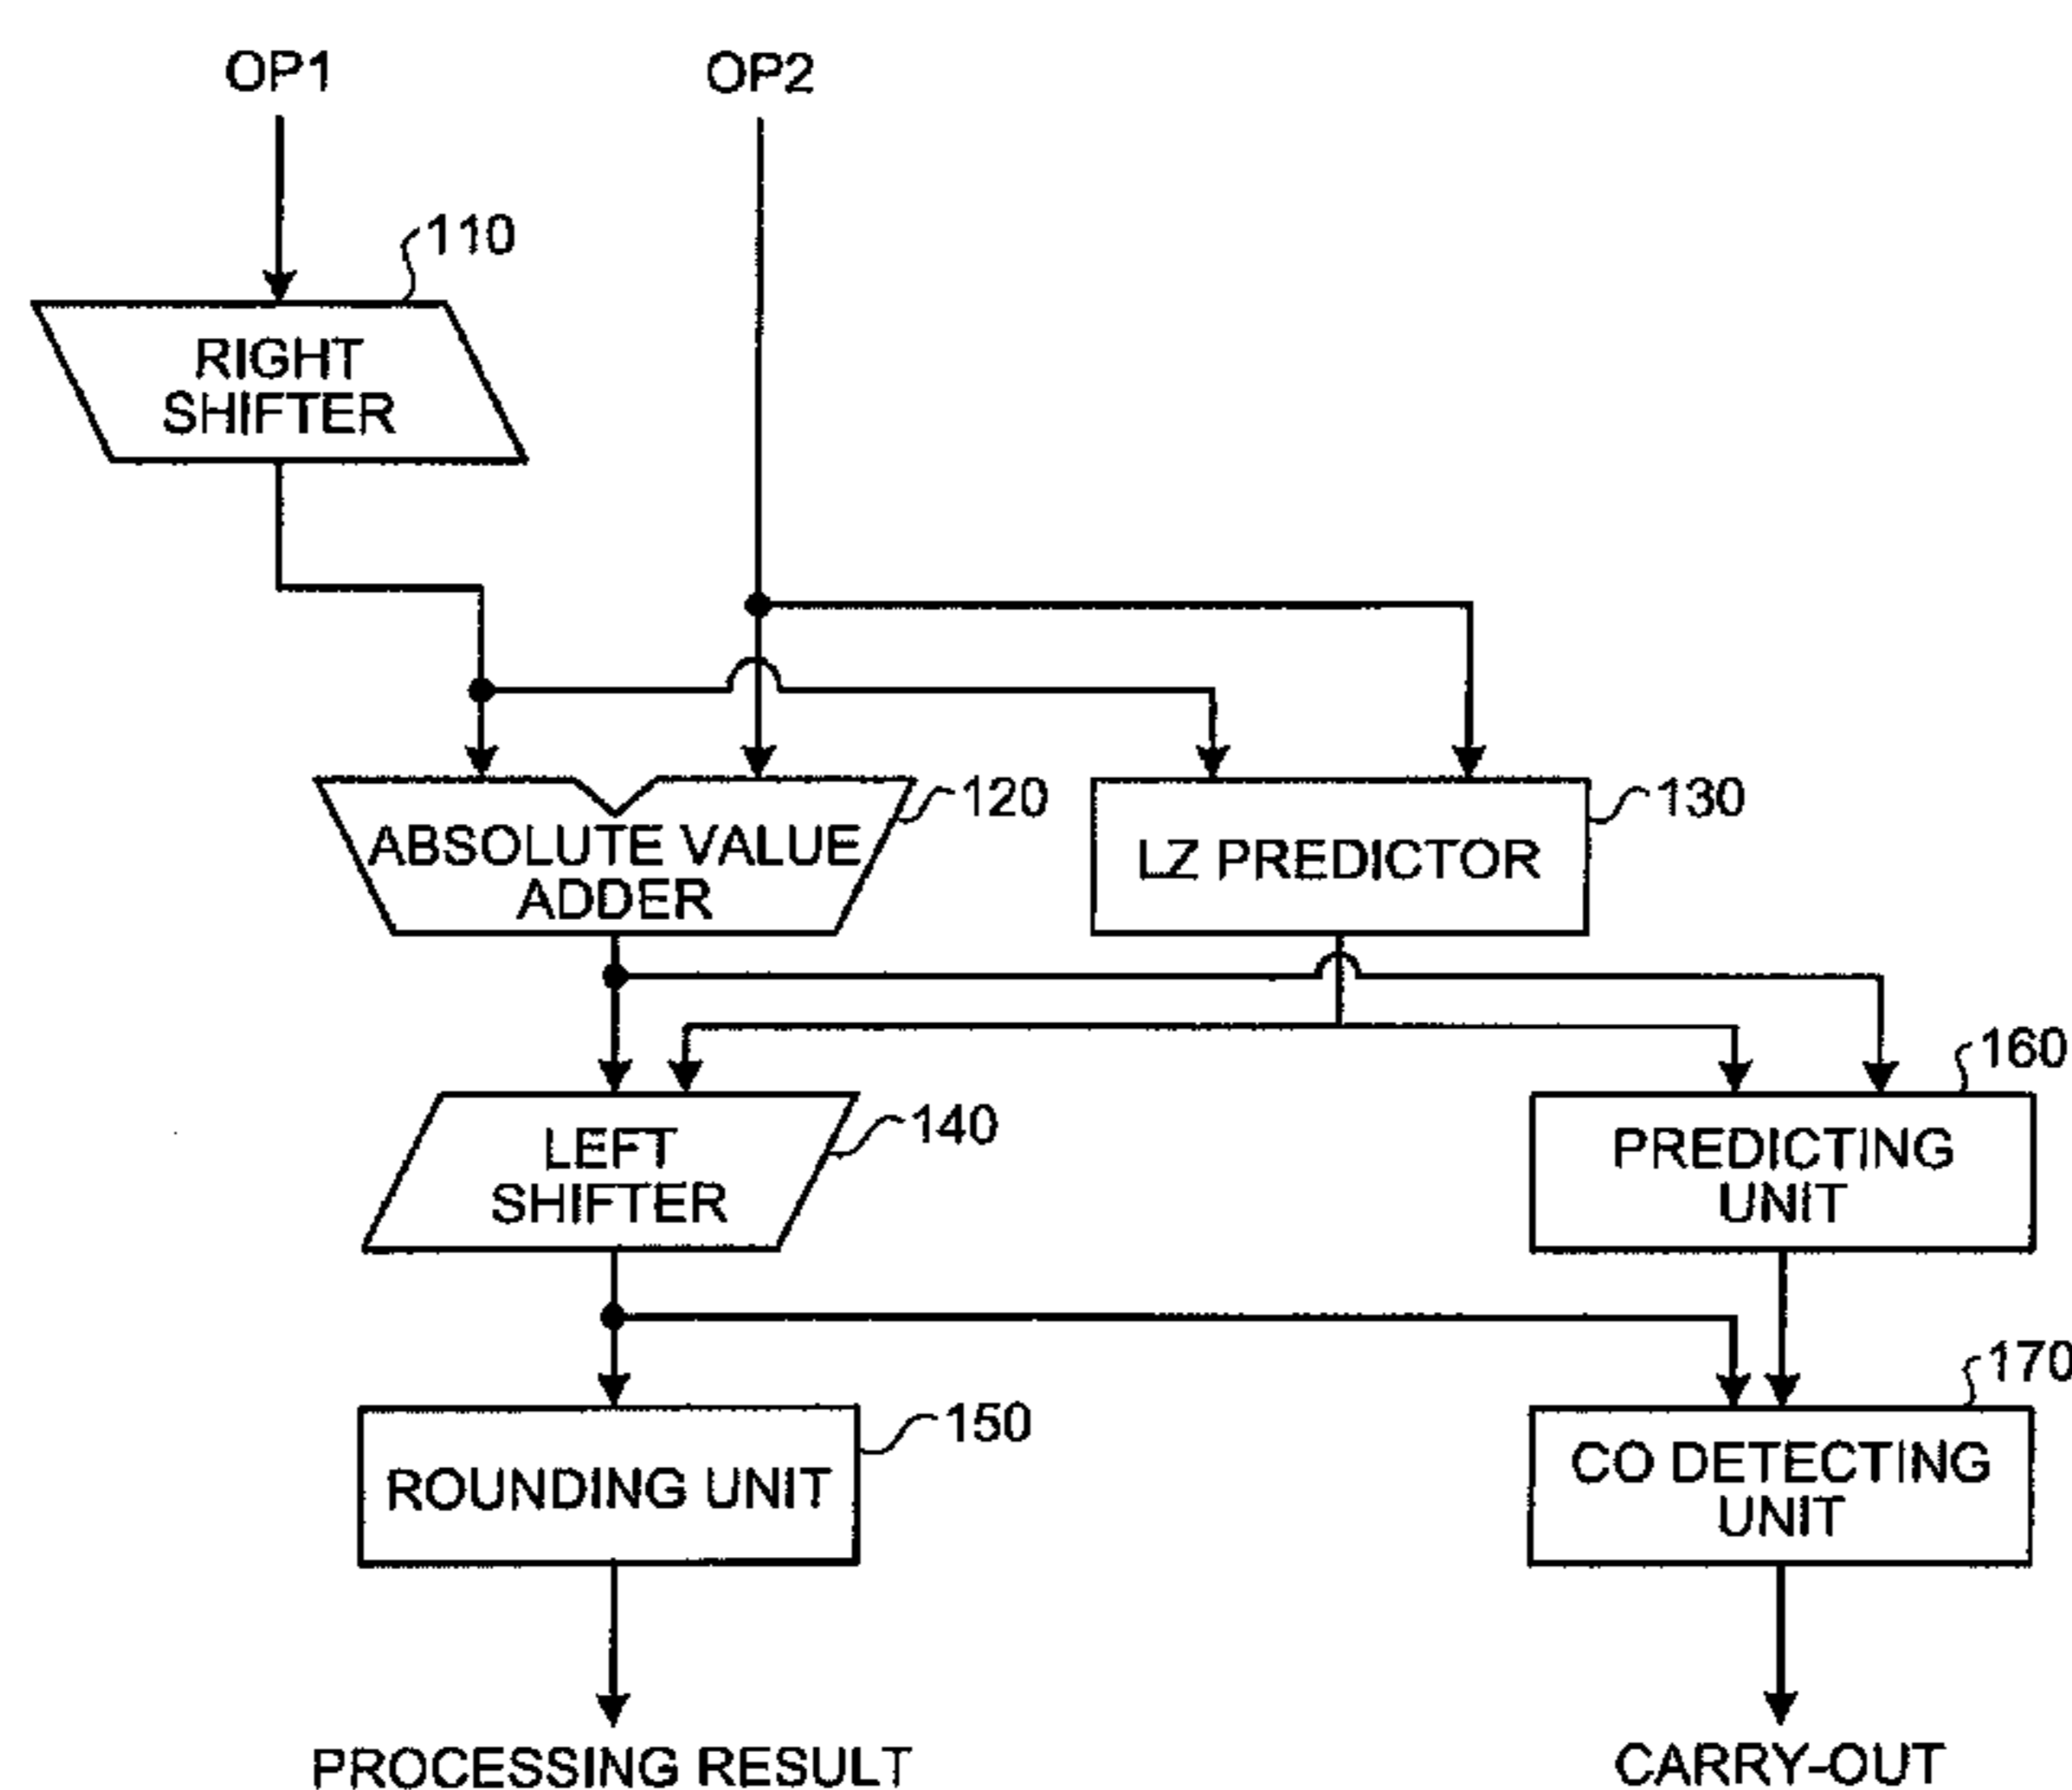 OP1
OP2
110
RIGHT
SHIFTER
120
ABSOLUTE VALUE
ADDER
130
LZ PREDICTOR
160
140
LEFT
SHIFTER
PREDICTING
UNIT
170
150
ROUNDING UNIT
CO DETECTING
UNIT
PROCESSING RESULT
CARRY-OUT